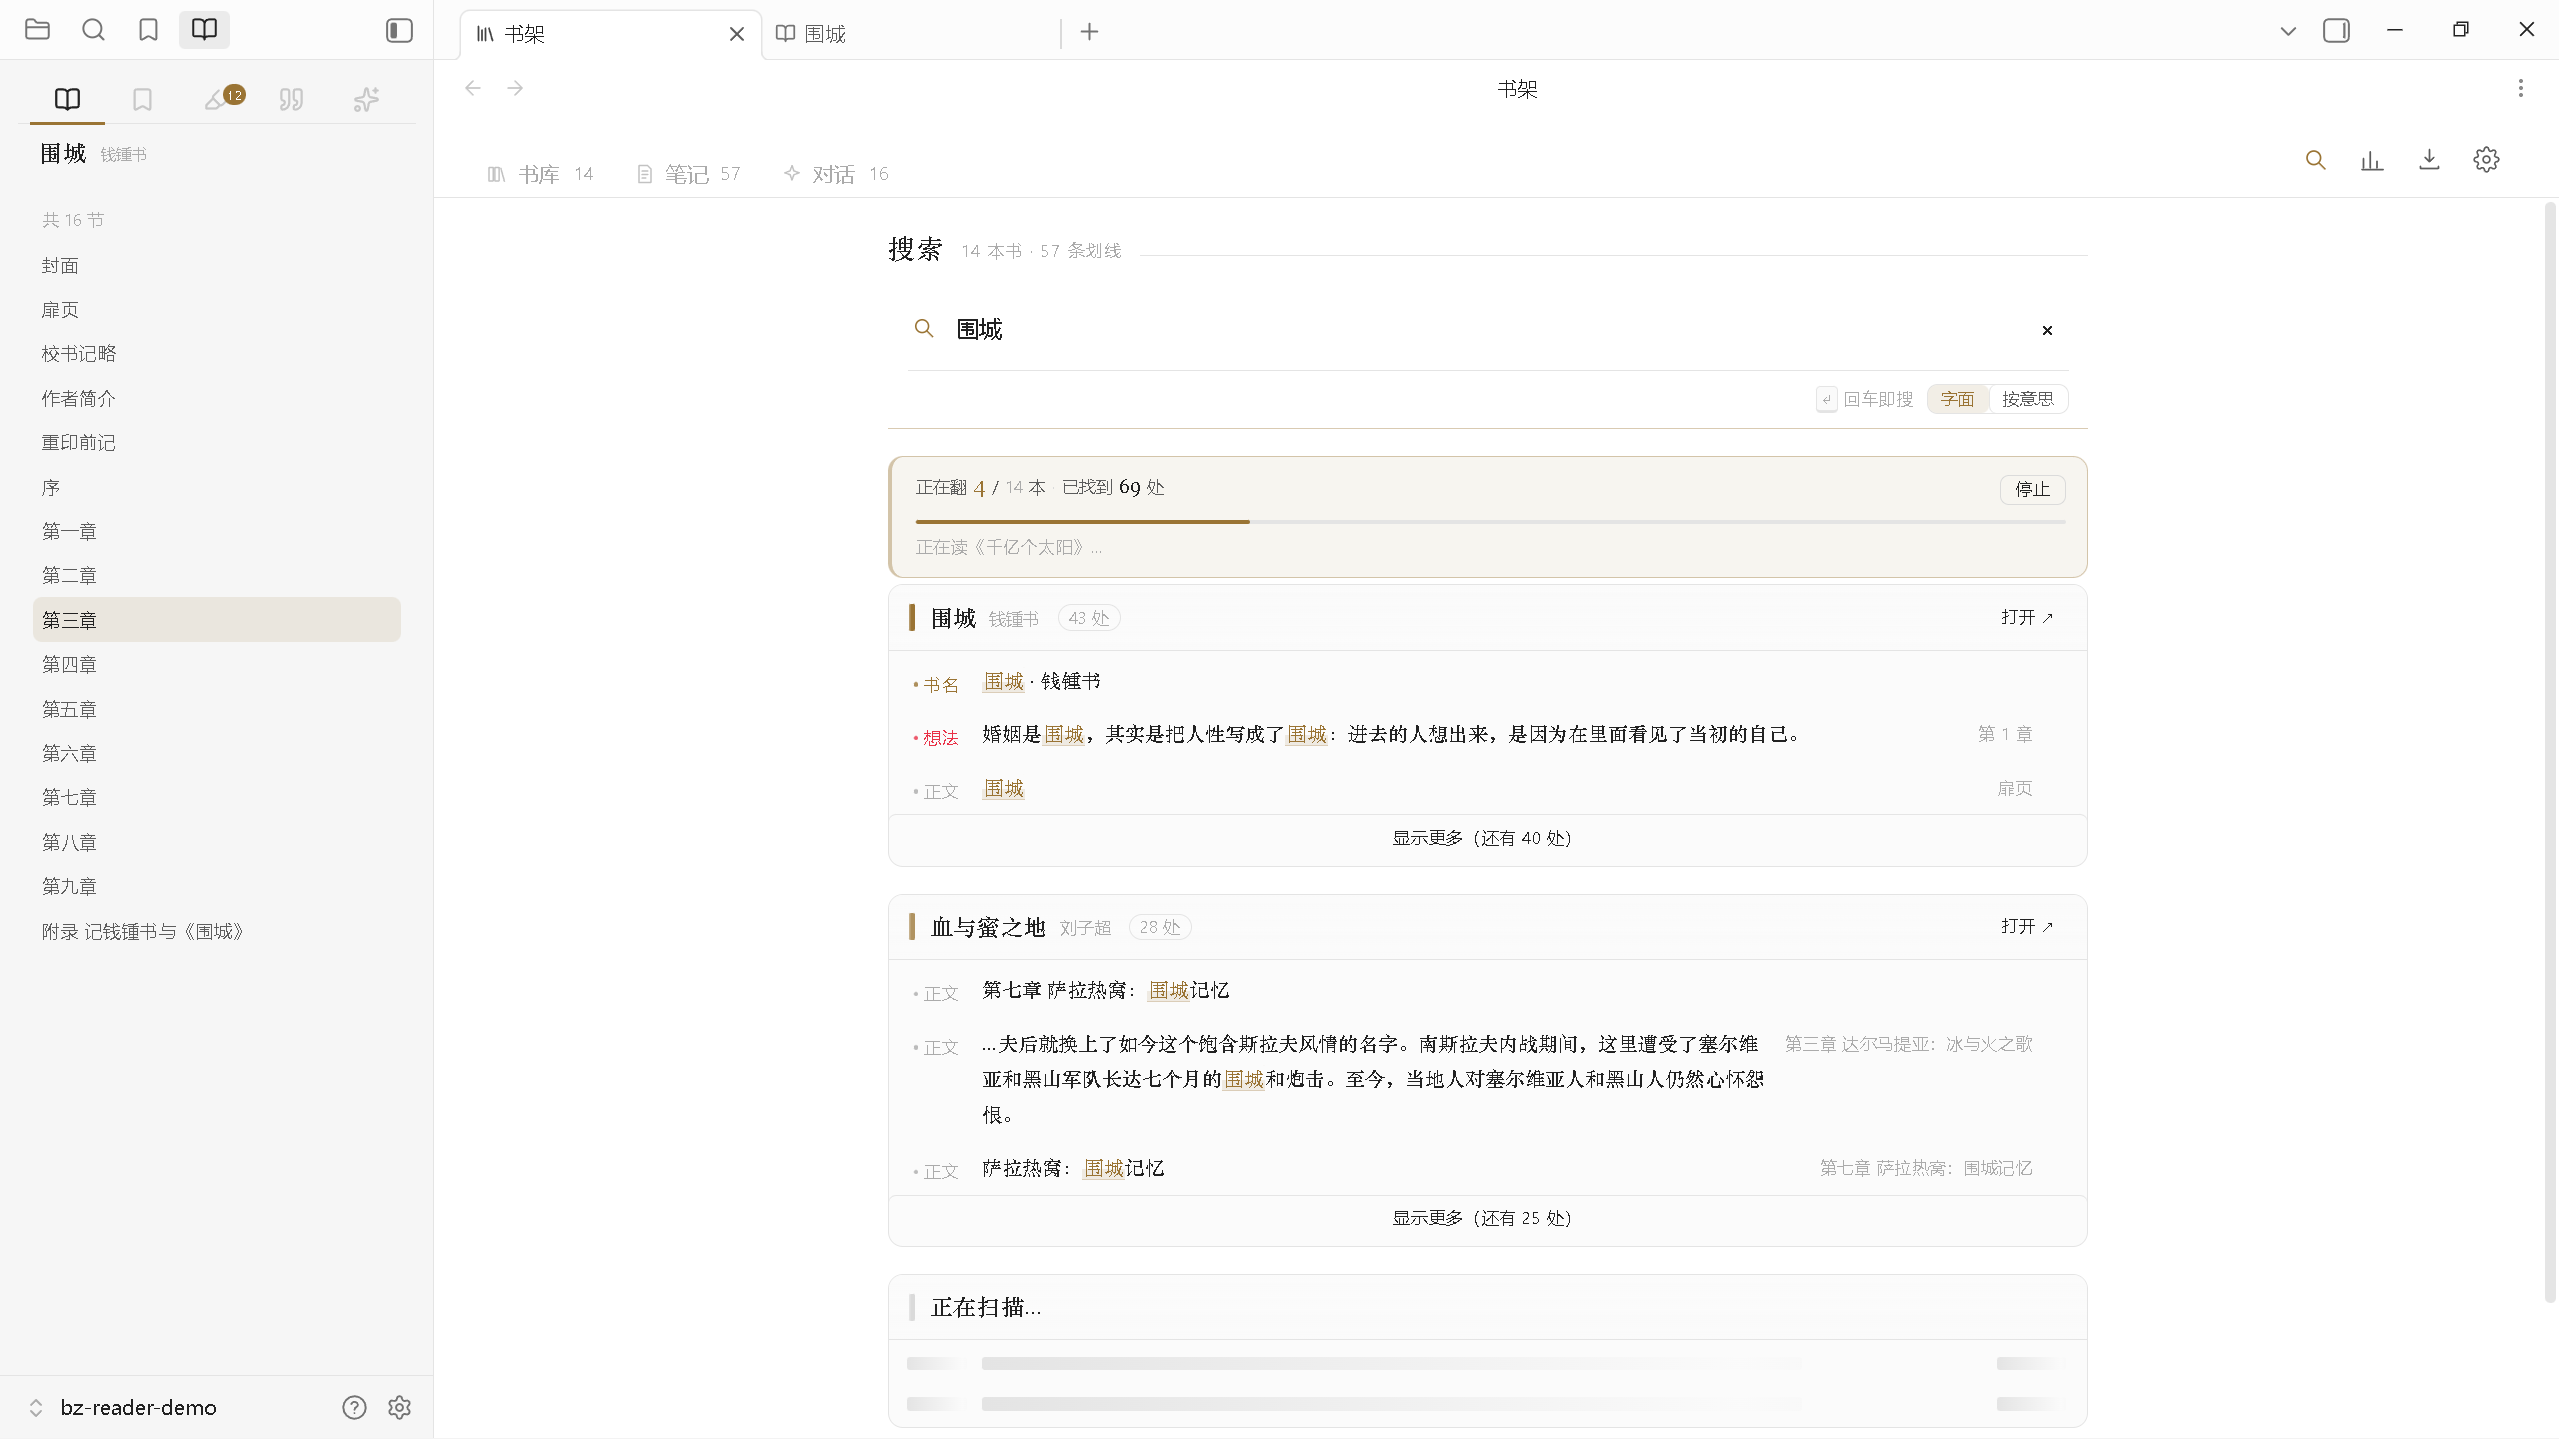 书架
围城
书架
12
围城 钱锺书
共 16 节
封面
扉页
校书记略
作者简介
重印前记
序
第一章
第二章
第三章
第四章
第五章
第六章
第七章
第八章
第九章
附录 记钱锺书与《围城》
bz-reader-demo
书库 14 笔记 57 对话 16
搜索 14 本书 · 57 条划线
围城
回车即搜 字面 按意思
正在翻 4 / 14 本 · 已找到 69 处 停止
正在读《千亿个太阳》...
围城 钱锺书 43 处 打开 ↗
• 书名 围城 · 钱锺书
• 想法 婚姻是围城，其实是把人性写成了围城：进去的人想出来，是因为在里面看见了当初的自己。 第 1 章
• 正文 围城 扉页
显示更多（还有 40 处）
血与蜜之地 刘子超 28 处 打开 ↗
• 正文 第七章 萨拉热窝：围城记忆
• 正文 ...夫后就换上了如今这个饱含斯拉夫风情的名字。南斯拉夫内战期间，这里遭受了塞尔维 第三章 达尔马提亚：冰与火之歌
亚和黑山军队长达七个月的围城和炮击。至今，当地人对塞尔维亚人和黑山人仍然心怀怨
恨。
• 正文 萨拉热窝：围城记忆 第七章 萨拉热窝：围城记忆
显示更多（还有 25 处）
正在扫描...